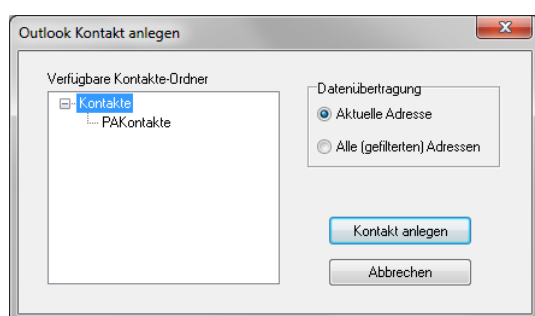 Outlook Kontakt anlegen
Verfügbare Kontakte-Ordner
Kontakte
PAKontakte
Datenübertragung
Aktuelle Adresse
Alle (gefilterten) Adressen
Kontakt anlegen
Abbrechen